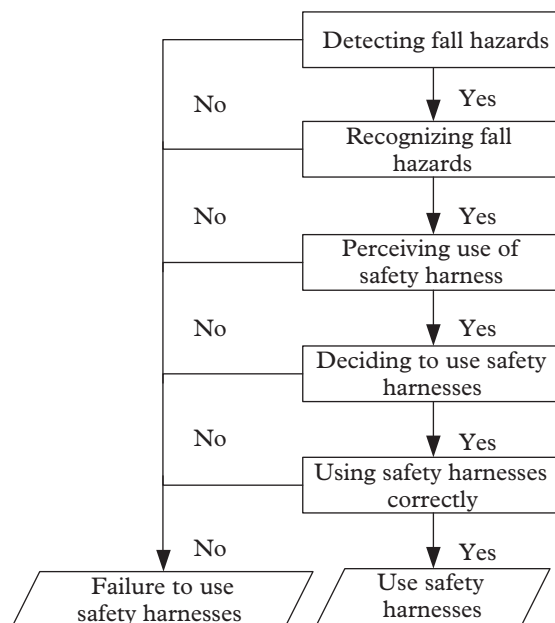 Detecting fall hazards
No
Yes
Recognizing fall
hazards
No
Yes
Perceiving use of
safety harness
No
Yes
Deciding to use safety
harnesses
No
Yes
Using safety harnesses
correctly
No
Yes
Failure to use
safety harnesses
Use safety
harnesses